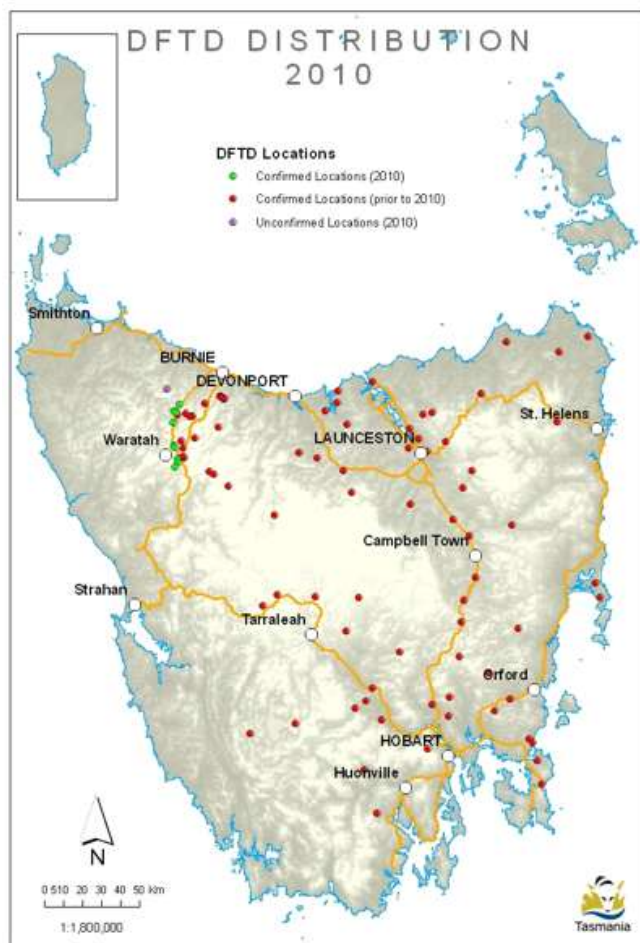 DFTD DISTRIBUTION
2010
DFTD Locations
Confirmed Locations (2010)
Confirmed Locations (prior to 2010)
Unconfirmed Locations (2010)
Smithton
BURNIE
DEVONPORT
St. Helens
LAUNCESTON
Waratah
Campbell Town
Strahan
Tarraleah
Orford
HOBART
Huonville
N
0 510 20 30 40 50 Km
1:1,800,000
Tasmania